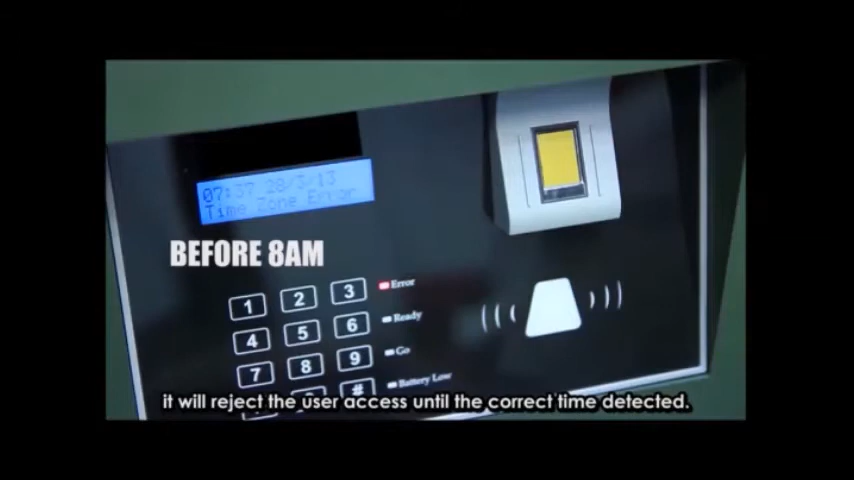 07:37 28/3/13
Time Zone Error
BEFORE 8AM
1 2 3 Error
4 5 6 Ready
7 8 9 Go
# Battery Low
it will reject the user access until the correct time detected.